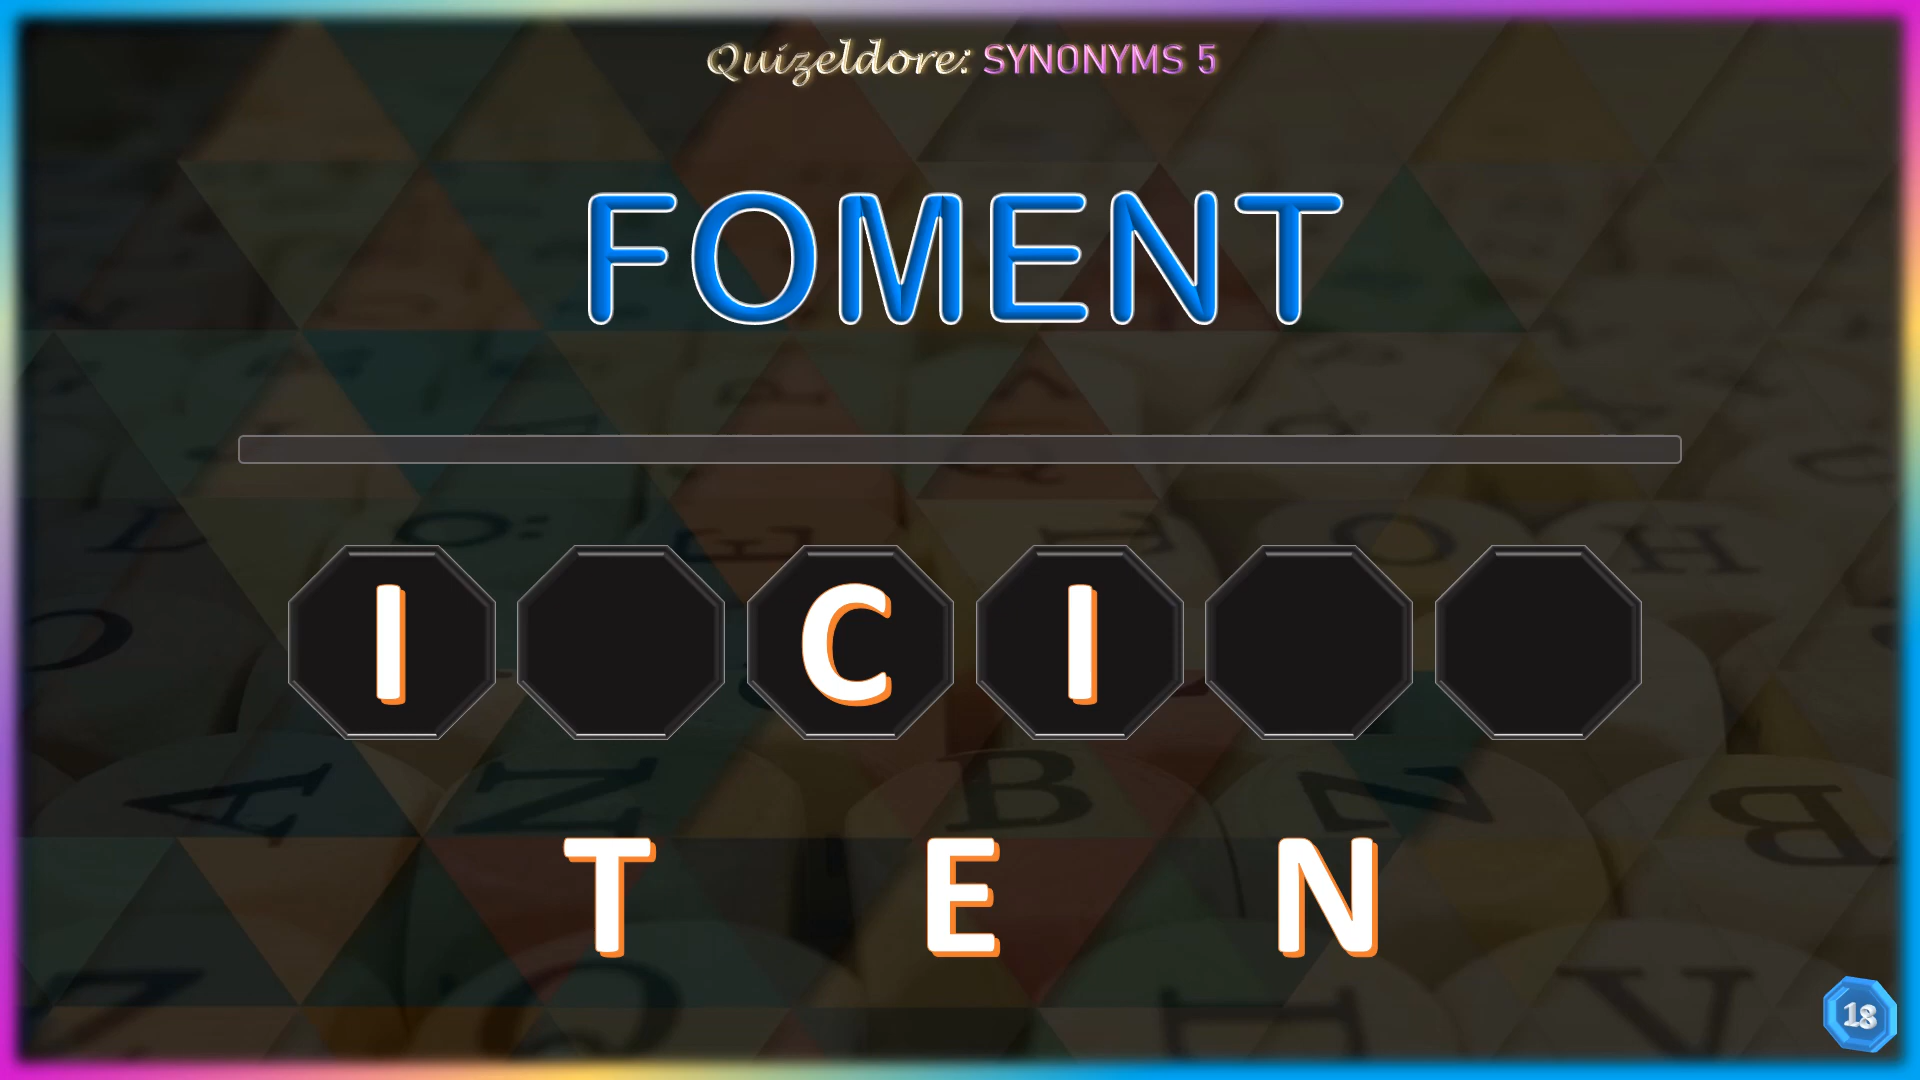 Quizeldore: SYNONYMS 5
FOMENT
I C I
T E N
18